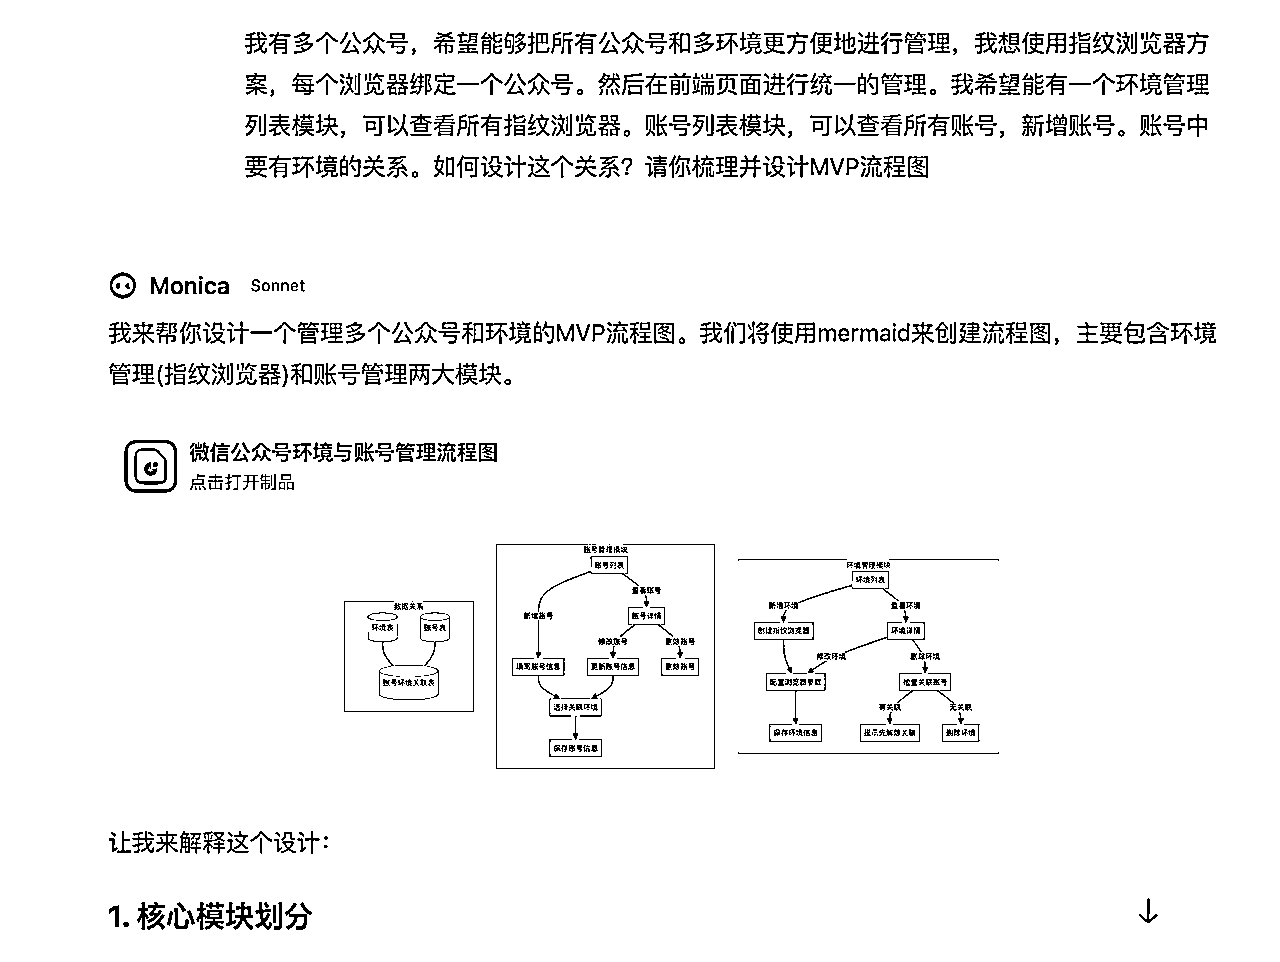 我有多个公众号，希望能够把所有公众号和多环境更方便地进行管理，我想使用指纹浏览器方
案，每个浏览器绑定一个公众号。然后在前端页面进行统一的管理。我希望能有一个环境管理
列表模块，可以查看所有指纹浏览器。账号列表模块，可以查看所有账号，新增账号。账号中
要有环境的关系。如何设计这个关系？请你梳理并设计MVP流程图
Monica Sonnet
我来帮你设计一个管理多个公众号和环境的MVP流程图。我们将使用mermaid来创建流程图，主要包含环境
管理(指纹浏览器)和账号管理两大模块。
微信公众号环境与账号管理流程图
点击打开制品
数据关系
环境表
账号表
账号环境关联表
账号管理模块
账号列表
查看账号
新增账号
账号详情
修改账号
删除账号
填写账号信息
更新账号信息
删除账号
选择关联环境
保存账号信息
环境管理模块
环境列表
新增环境
查看环境
创建指纹浏览器
环境详情
修改环境
删除环境
配置浏览器参数
检查关联账号
有关联
无关联
保存环境信息
提示先解除关联
删除环境
让我来解释这个设计：
1. 核心模块划分